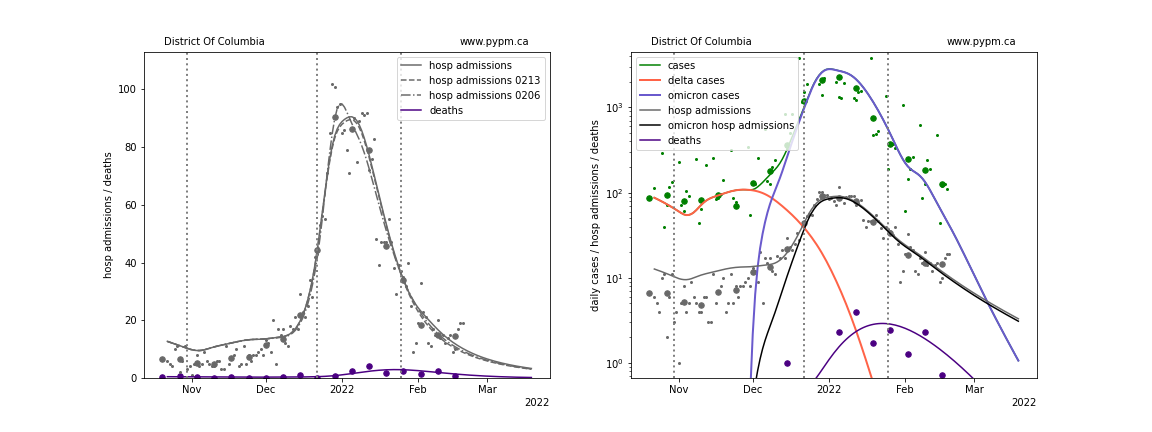 District Of Columbia
www.pypm.ca
hosp admissions / deaths
100
80
60
40
20
0
hosp admissions
hosp admissions 0213
hosp admissions 0206
deaths
Nov
Dec
2022
Feb
Mar
2022
District Of Columbia
www.pypm.ca
daily cases / hosp admissions / deaths
10³
10²
10¹
10⁰
cases
delta cases
omicron cases
hosp admissions
omicron hosp admissions
deaths
Nov
Dec
2022
Feb
Mar
2022